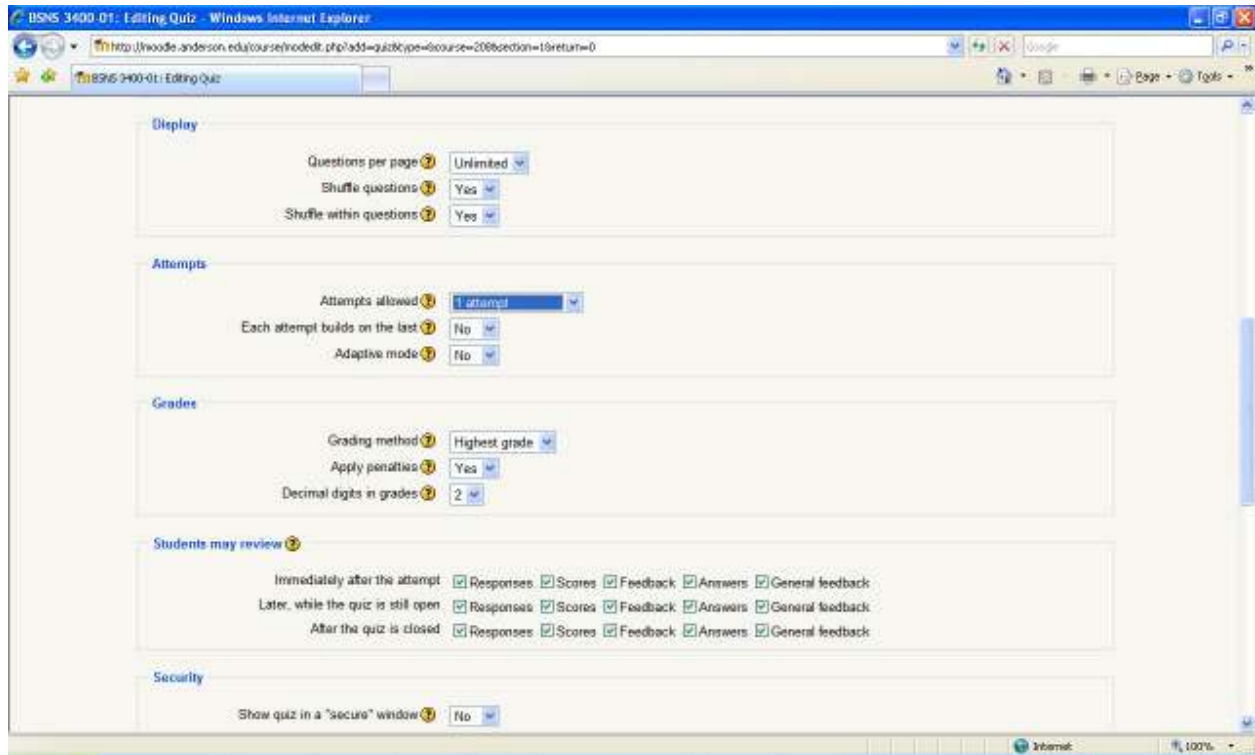 BSNS 3400-01: Editing Quiz - Windows Internet Explorer
http://moodle.anderson.edu/course/modedit.php?add=quiz&type=&course=208&section=1&return=0
Google
BSNS 3400-01: Editing Quiz
Page
Tools
Display
Questions per page Unlimited
Shuffle questions Yes
Shuffle within questions Yes
Attempts
Attempts allowed 1 attempt
Each attempt builds on the last No
Adaptive mode No
Grades
Grading method Highest grade
Apply penalties Yes
Decimal digits in grades 2
Students may review
Immediately after the attempt Responses Scores Feedback Answers General feedback
Later, while the quiz is still open Responses Scores Feedback Answers General feedback
After the quiz is closed Responses Scores Feedback Answers General feedback
Security
Show quiz in a "secure" window No
Internet 100%